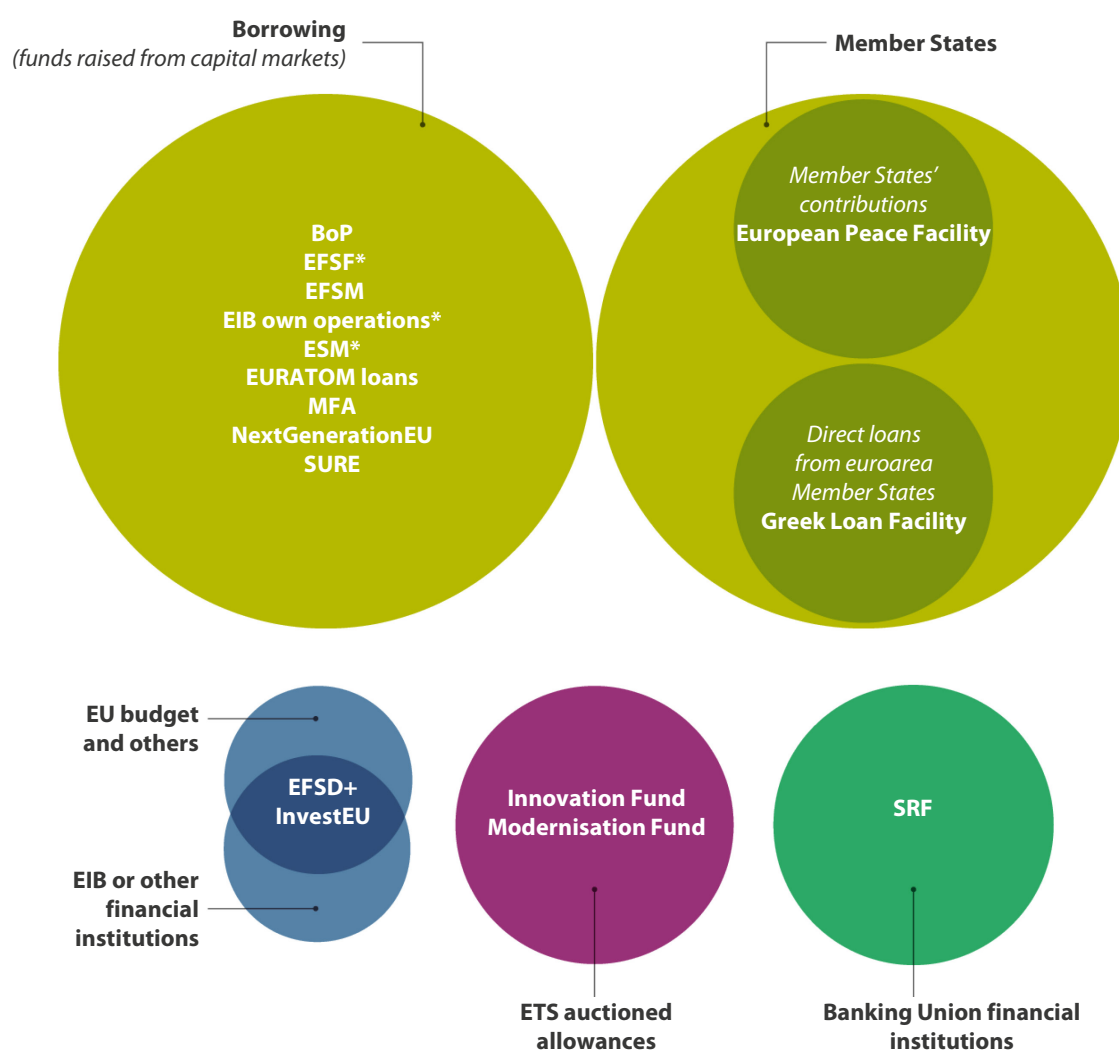 Borrowing
(funds raised from capital markets)
Member States
BoP
EFSF*
EFSM
EIB own operations*
ESM*
EURATOM loans
MFA
NextGenerationEU
SURE
Member States’
contributions
European Peace Facility
Direct loans
from euroarea
Member States
Greek Loan Facility
EU budget
and others
EFSD+
InvestEU
EIB or other
financial
institutions
Innovation Fund
Modernisation Fund
ETS auctioned
allowances
SRF
Banking Union financial
institutions